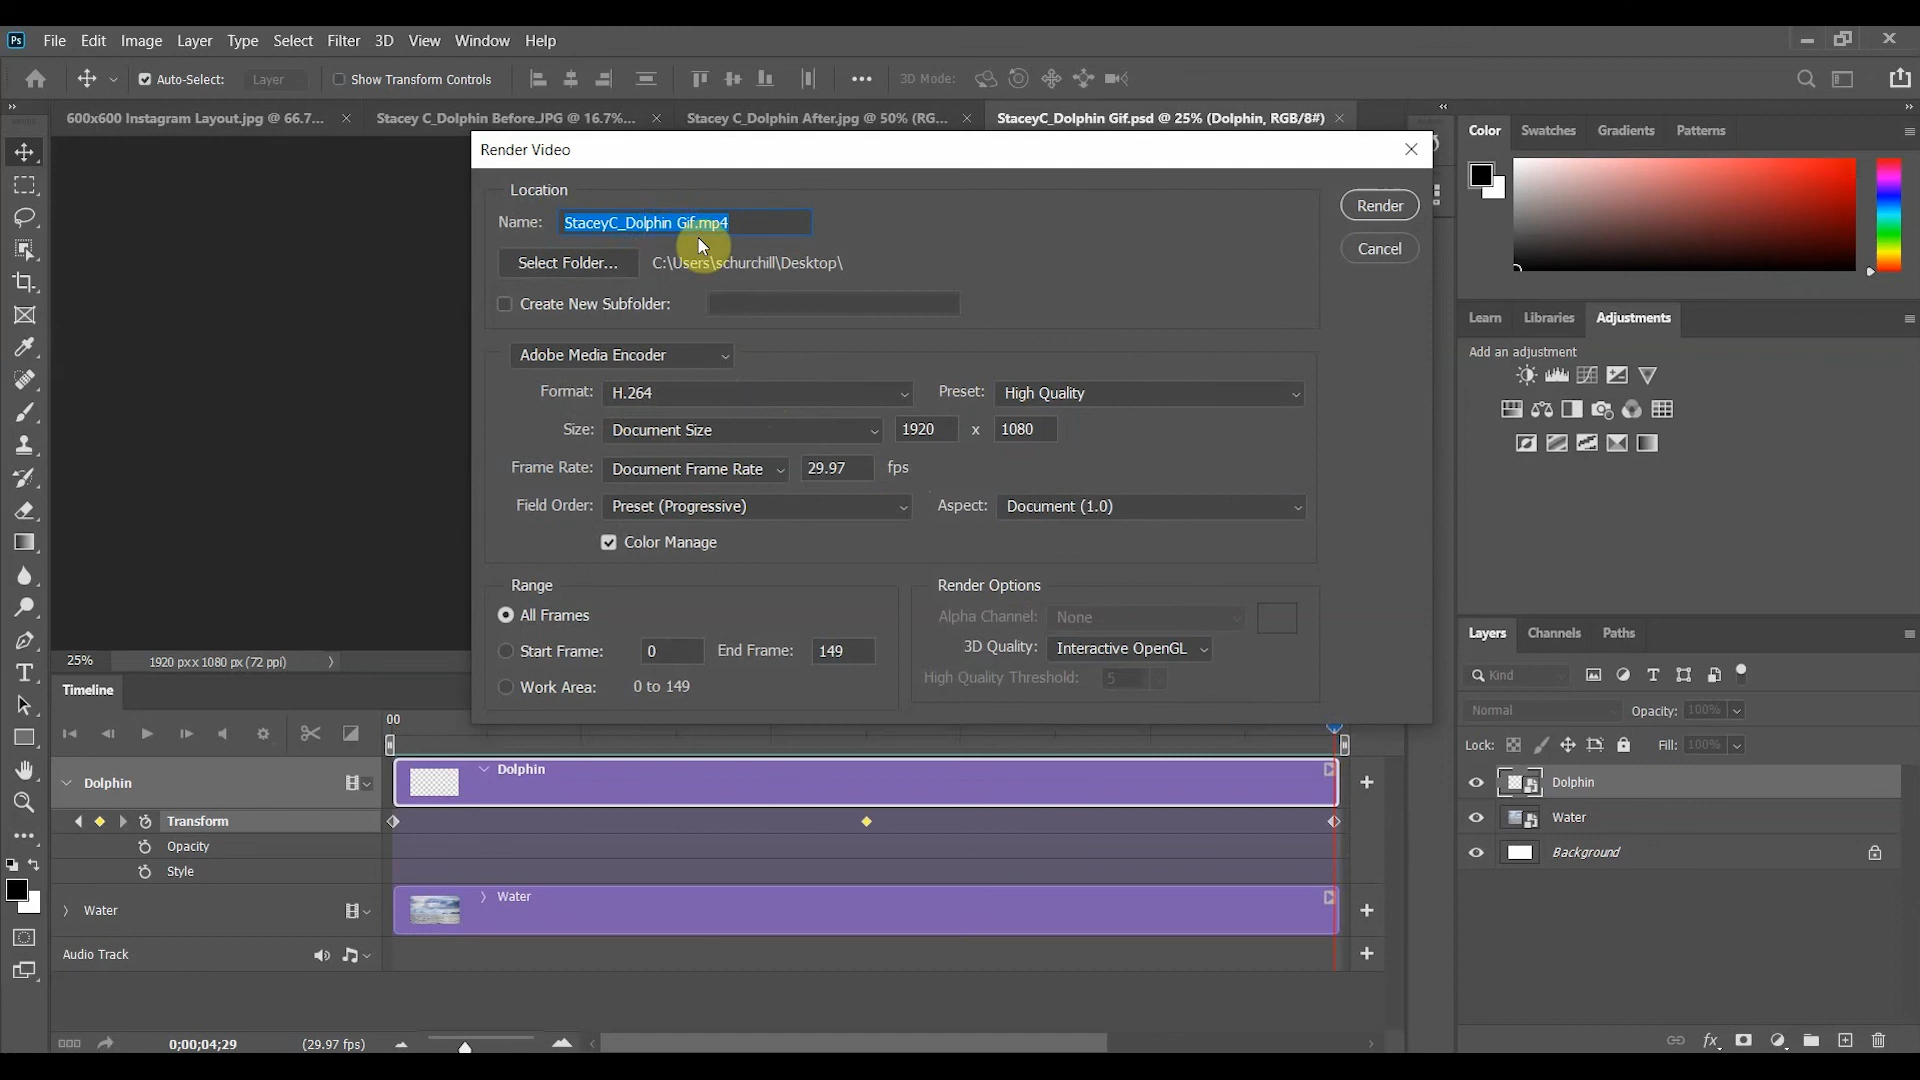 Ps File Edit Image Layer Type Select Filter 3D View Window Help
Auto-Select: Layer Show Transform Controls 3D Mode:
600x600 Instagram Layout.jpg @ 66.7... Stacey C_Dolphin Before.JPG @ 16.7%... Stacey C_Dolphin After.jpg @ 50% (RG... StaceyC_Dolphin Gif.psd @ 25% (Dolphin, RGB/8#)
Color Swatches Gradients Patterns
Render Video
Location
Name: StaceyC_Dolphin Gif.mp4
Render
Select Folder... C:\Users\schurchill\Desktop\
Cancel
Create New Subfolder:
Learn Libraries Adjustments
Add an adjustment
Adobe Media Encoder
Format: H.264 Preset: High Quality
Size: Document Size 1920 x 1080
Frame Rate: Document Frame Rate 29.97 fps
Field Order: Preset (Progressive) Aspect: Document (1.0)
Color Manage
Range
All Frames
Start Frame: 0 End Frame: 149
Work Area: 0 to 149
Render Options
Alpha Channel: None
3D Quality: Interactive OpenGL
High Quality Threshold: 5
25% 1920 px x 1080 px (72 ppi)
Timeline
00
Dolphin
Dolphin
Transform
Opacity
Style
Water
Water
Audio Track
0;00;04;29 (29.97 fps)
Layers Channels Paths
Kind
Normal Opacity: 100%
Lock: Fill: 100%
Dolphin
Water
Background
fx